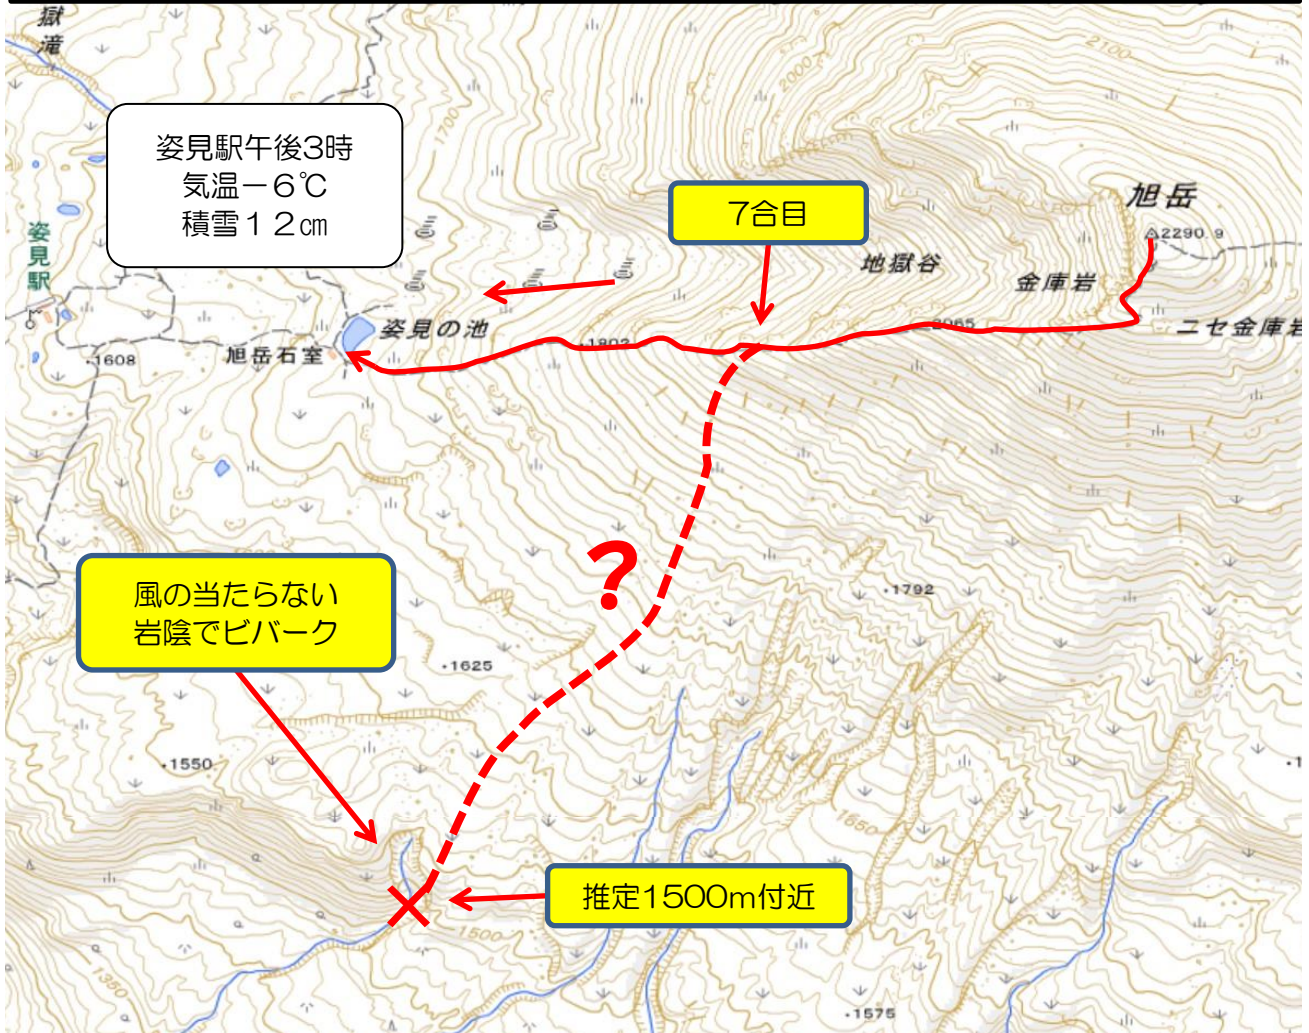 獄
滝
姿見駅午後3時
気温－6℃
積雪12㎝
姿見駅
7合目
旭岳
2290.9
2100
2000
1700
地獄谷
金庫岩
ニセ金庫岩
2065
姿見の池
1802
旭岳石室
1608
?
風の当たらない
岩陰でビバーク
1792
1625
1550
1650
推定1500m付近
1500
1350
1575